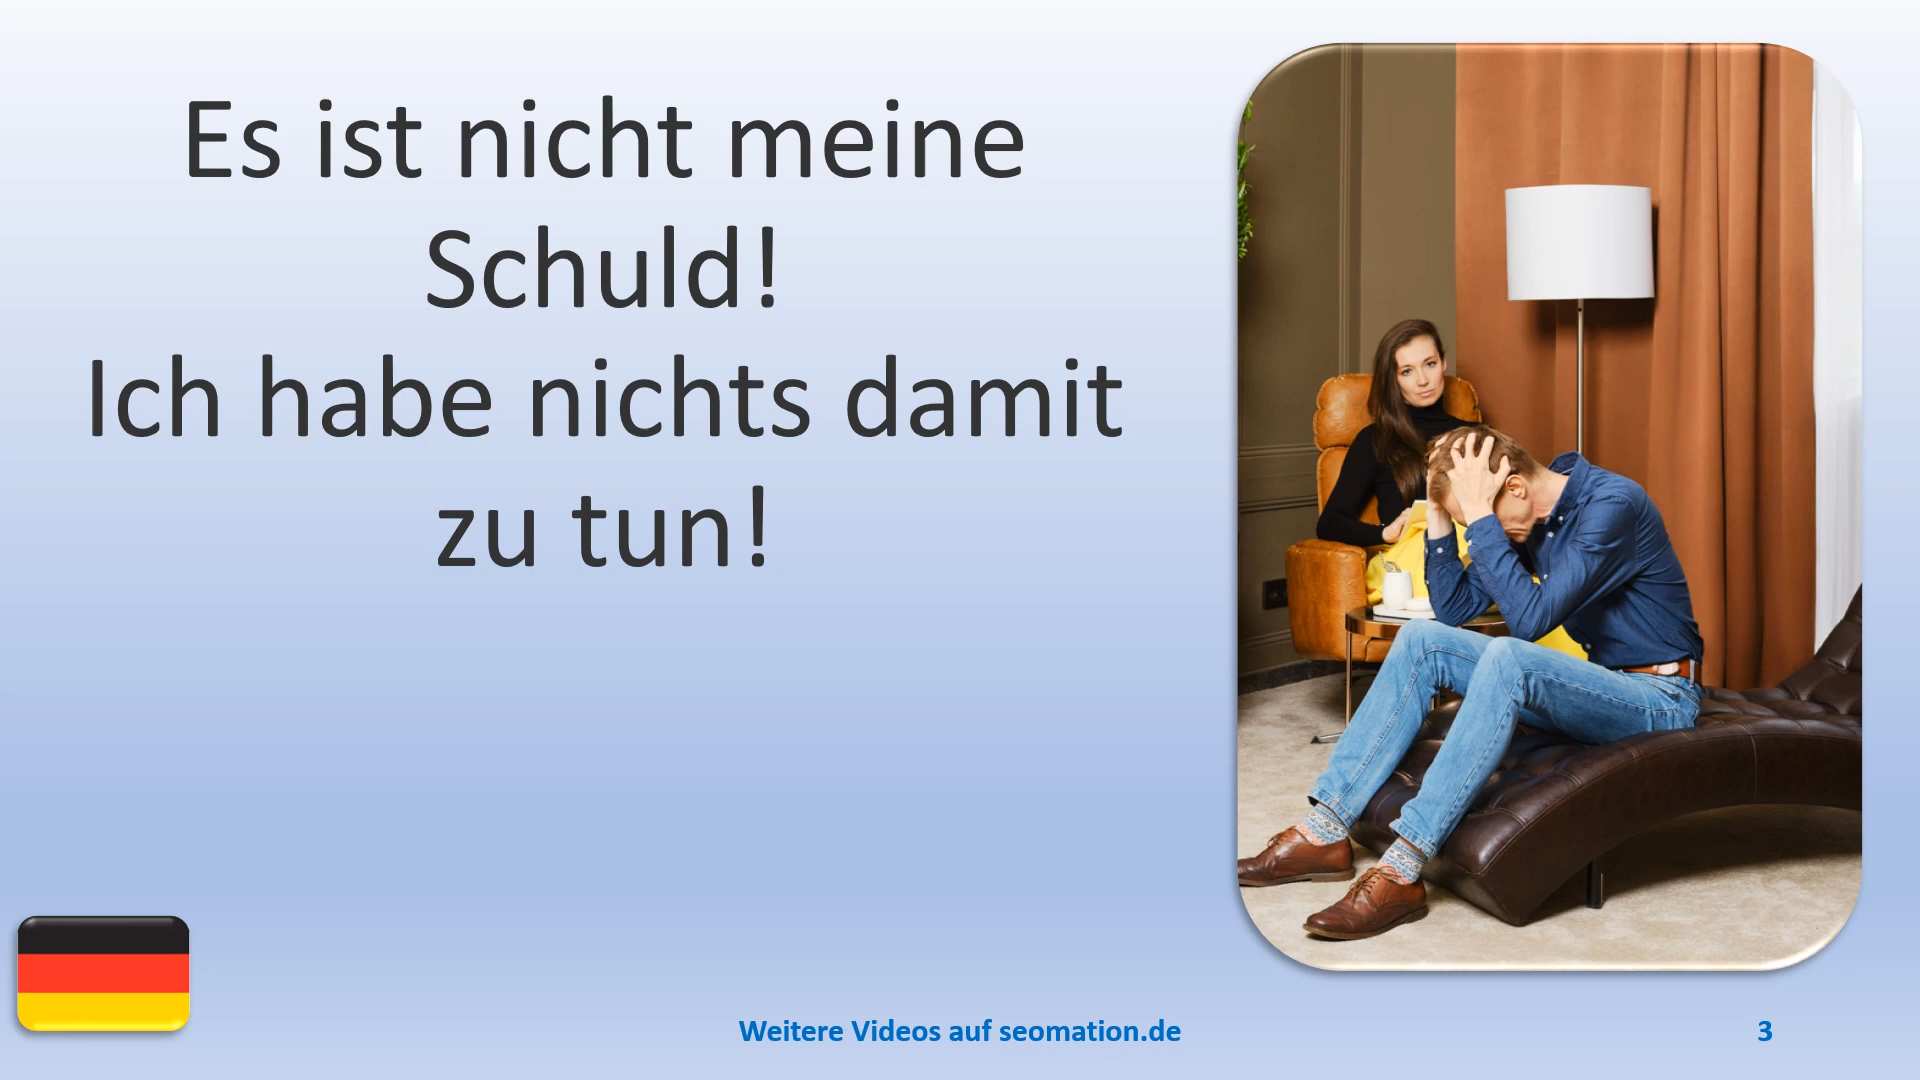 Es ist nicht meine
Schuld!
Ich habe nichts damit
zu tun!
Weitere Videos auf seomation.de
3